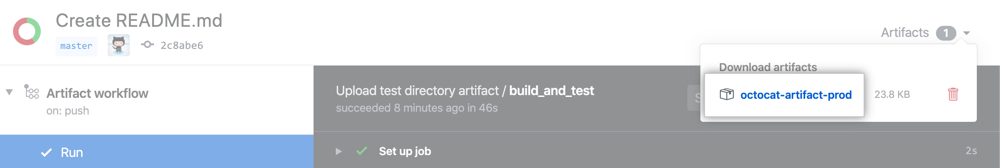 Create README.md
master 2c8abe6
Artifacts 1
Download artifacts
octocat-artifact-prod 23.8 KB
Artifact workflow
on: push
Run
Upload test directory artifact / build_and_test
succeeded 8 minutes ago in 46s
S
Set up job 2s